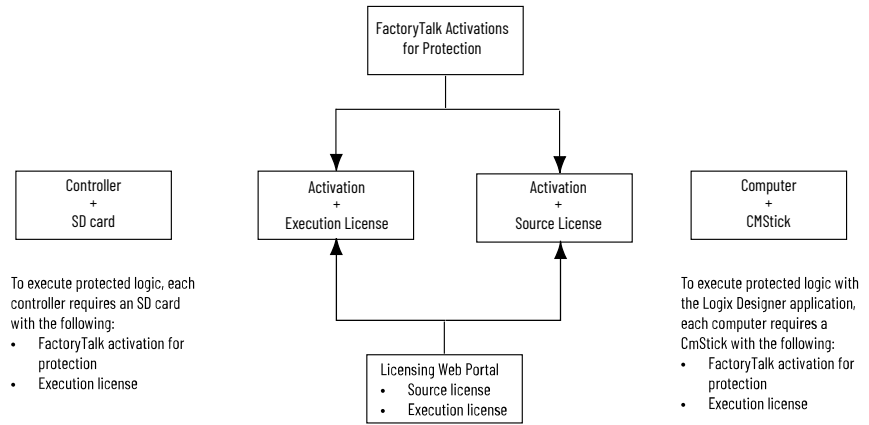 FactoryTalk Activations
for Protection
Controller
+
SD card
Activation
+
Execution License
Activation
+
Source License
Computer
+
CMStick
To execute protected logic, each
controller requires an SD card
with the following:
• FactoryTalk activation for
protection
• Execution license
Licensing Web Portal
• Source license
• Execution license
To execute protected logic with
the Logix Designer application,
each computer requires a
CmStick with the following:
• FactoryTalk activation for
protection
• Execution license